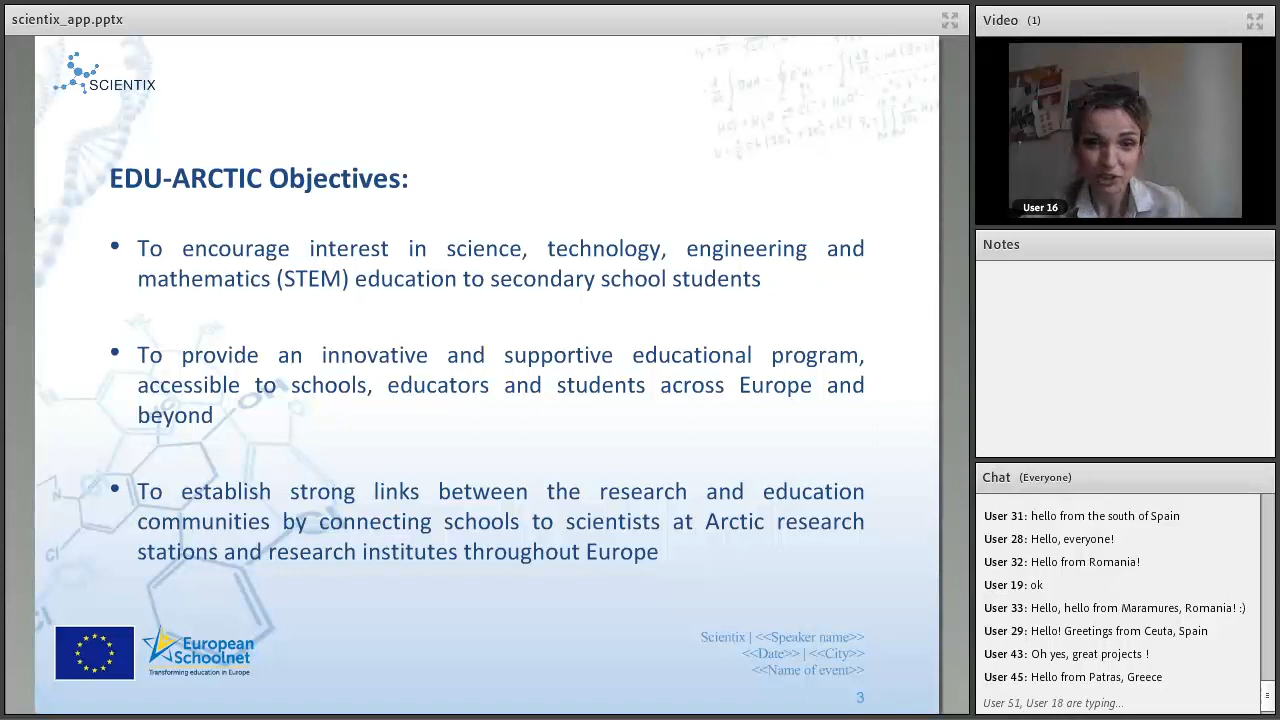 scientix_app.pptx
SCIENTIX
EDU-ARCTIC Objectives:
• To encourage interest in science, technology, engineering and
mathematics (STEM) education to secondary school students
• To provide an innovative and supportive educational program,
accessible to schools, educators and students across Europe and
beyond
• To establish strong links between the research and education
communities by connecting schools to scientists at Arctic research
stations and research institutes throughout Europe
European
Schoolnet
Transforming education in Europe
Scientix | <<Speaker name>>
<<Date>> | <<City>>
<<Name of event>>
3
Video (1)
User 16
Notes
Chat (Everyone)
User 31: hello from the south of Spain
User 28: Hello, everyone!
User 32: Hello from Romania!
User 19: ok
User 33: Hello, hello from Maramures, Romania! :)
User 29: Hello! Greetings from Ceuta, Spain
User 43: Oh yes, great projects !
User 45: Hello from Patras, Greece
User 51, User 18 are typing...